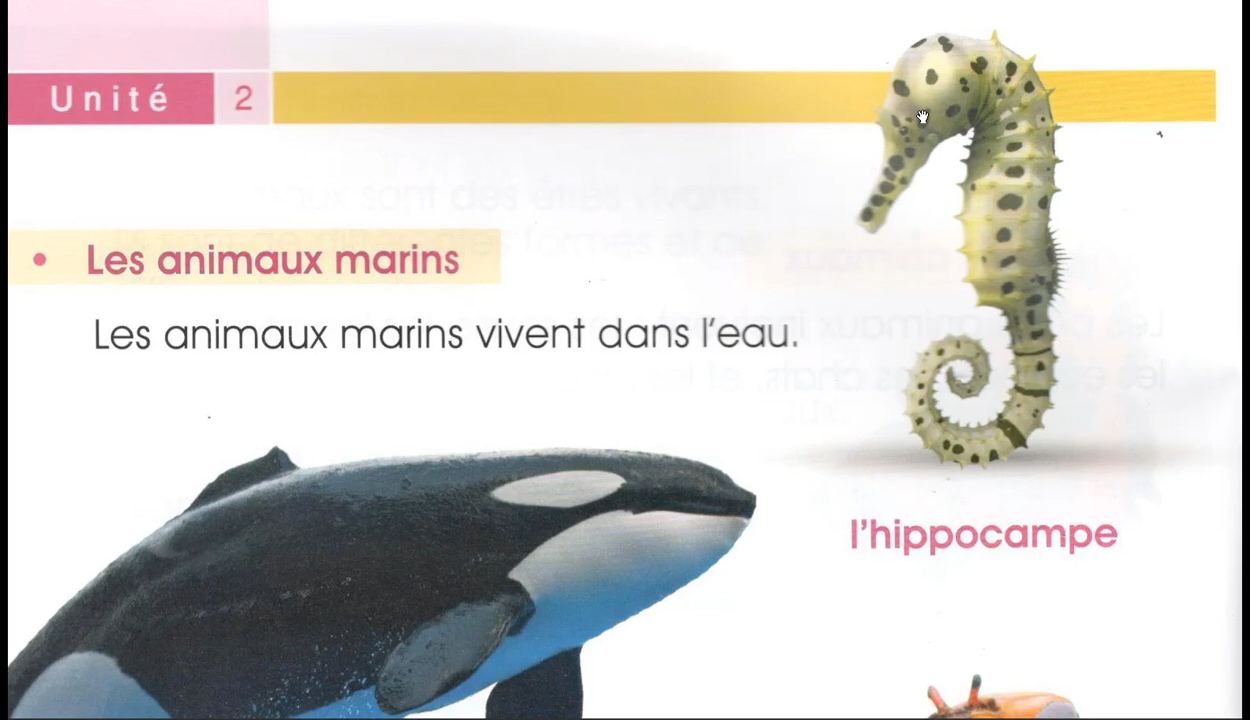 Unité 2
Les animaux marins
Les animaux marins vivent dans l'eau.
l'hippocampe